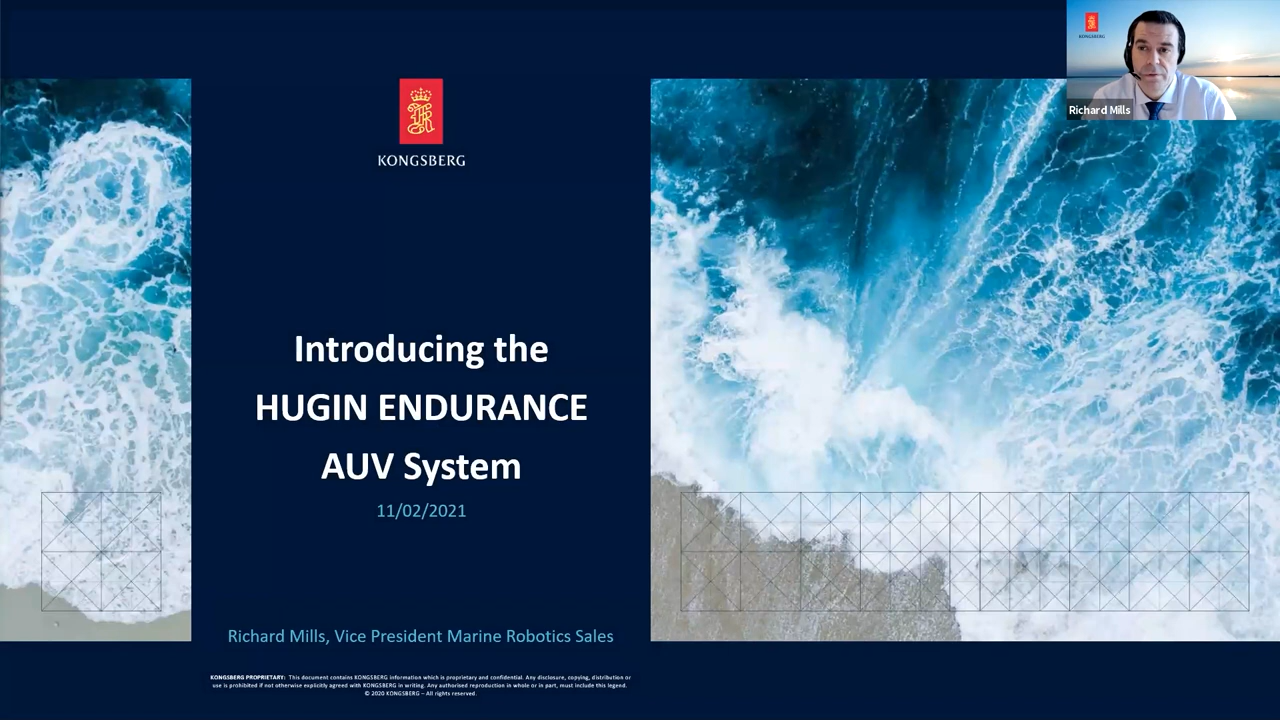 KONGSBERG
KONGSBERG
Richard Mills
Introducing the
HUGIN ENDURANCE
AUV System
11/02/2021
Richard Mills, Vice President Marine Robotics Sales
KONGSBERG PROPRIETARY: This document contains KONGSBERG information which is proprietary and confidential. Any disclosure, copying, distribution or
use is prohibited if not otherwise explicitly agreed with KONGSBERG in writing. Any authorised reproduction in whole or in part, must include this legend.
© 2020 KONGSBERG – All rights reserved.